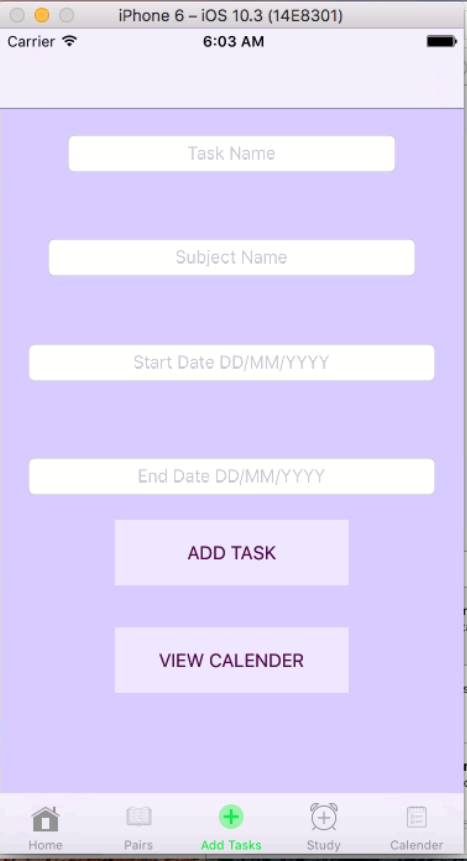 iPhone 6 – iOS 10.3 (14E8301)
Carrier 6:03 AM
Task Name
Subject Name
Start Date DD/MM/YYYY
End Date DD/MM/YYYY
ADD TASK
VIEW CALENDER
Home Pairs Add Tasks Study Calender